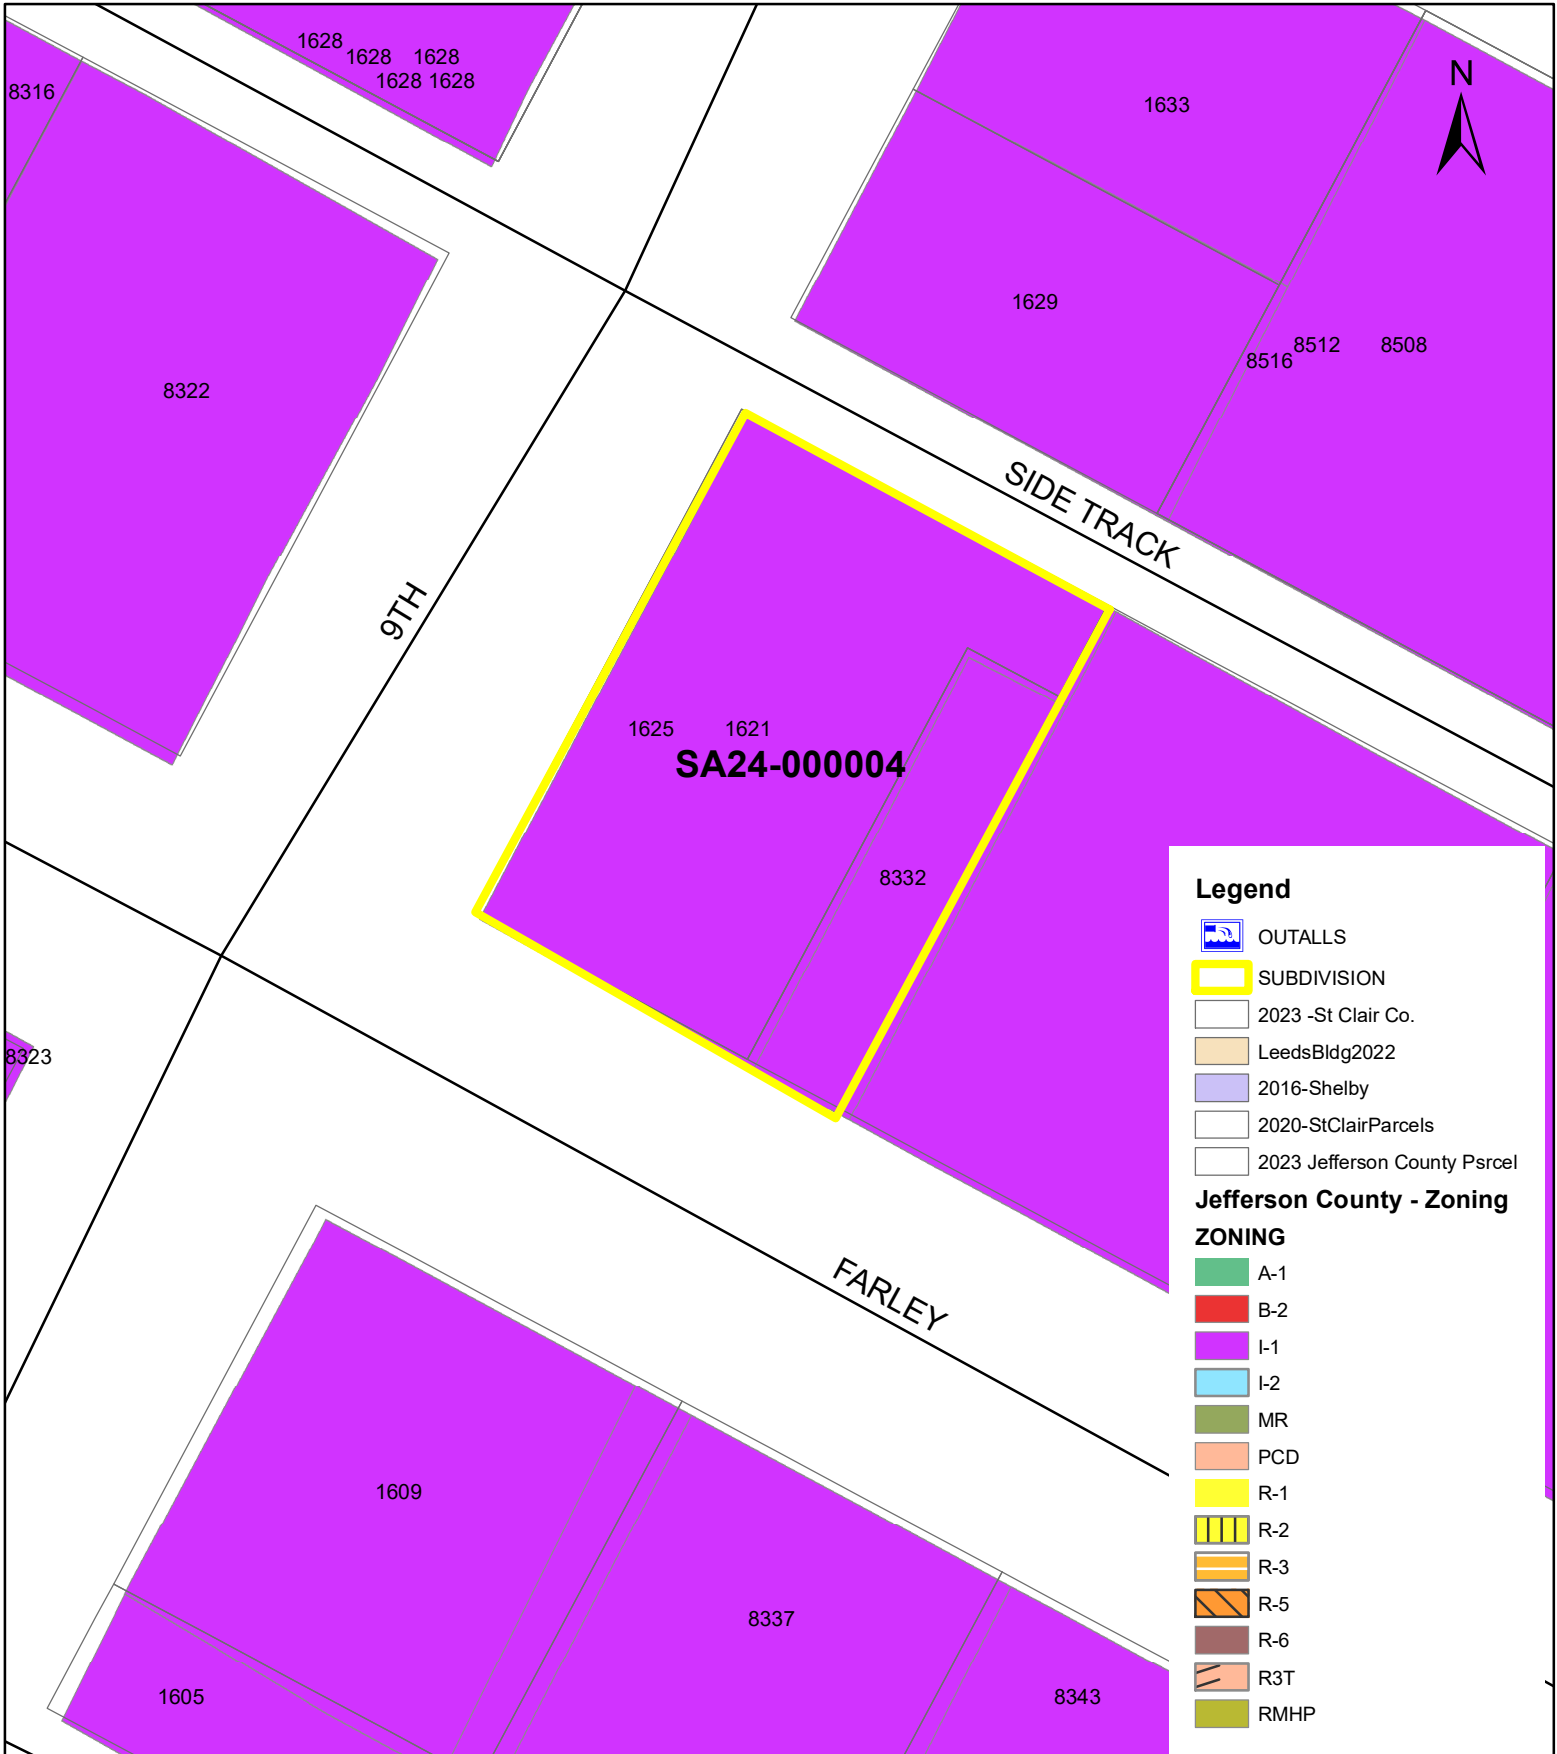 1628
1628 1628
1628 1628
8316
N
1633
1629
8512 8508
8516
8322
SIDE TRACK
9TH
1625 1621
SA24-000004
8332
8323
FARLEY
1609
8337
1605
8343
Legend
OUTALLS
SUBDIVISION
2023 -St Clair Co.
LeedsBldg2022
2016-Shelby
2020-StClairParcels
2023 Jefferson County Psrcel
Jefferson County - Zoning
ZONING
A-1
B-2
I-1
I-2
MR
PCD
R-1
R-2
R-3
R-5
R-6
R3T
RMHP